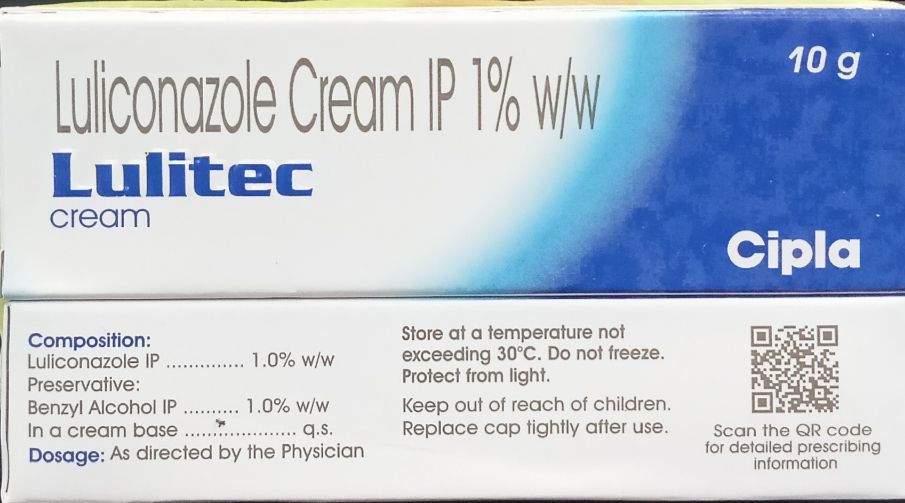 Luliconazole Cream IP 1% w/w
10 g
Lulitec
cream
Cipla
Composition:
Luliconazole IP .............. 1.0% w/w
Preservative:
Benzyl Alcohol IP .......... 1.0% w/w
In a cream base .................... q.s.
Dosage: As directed by the Physician
Store at a temperature not
exceeding 30°C. Do not freeze.
Protect from light.
Keep out of reach of children.
Replace cap tightly after use.
Scan the QR code
for detailed prescribing
information